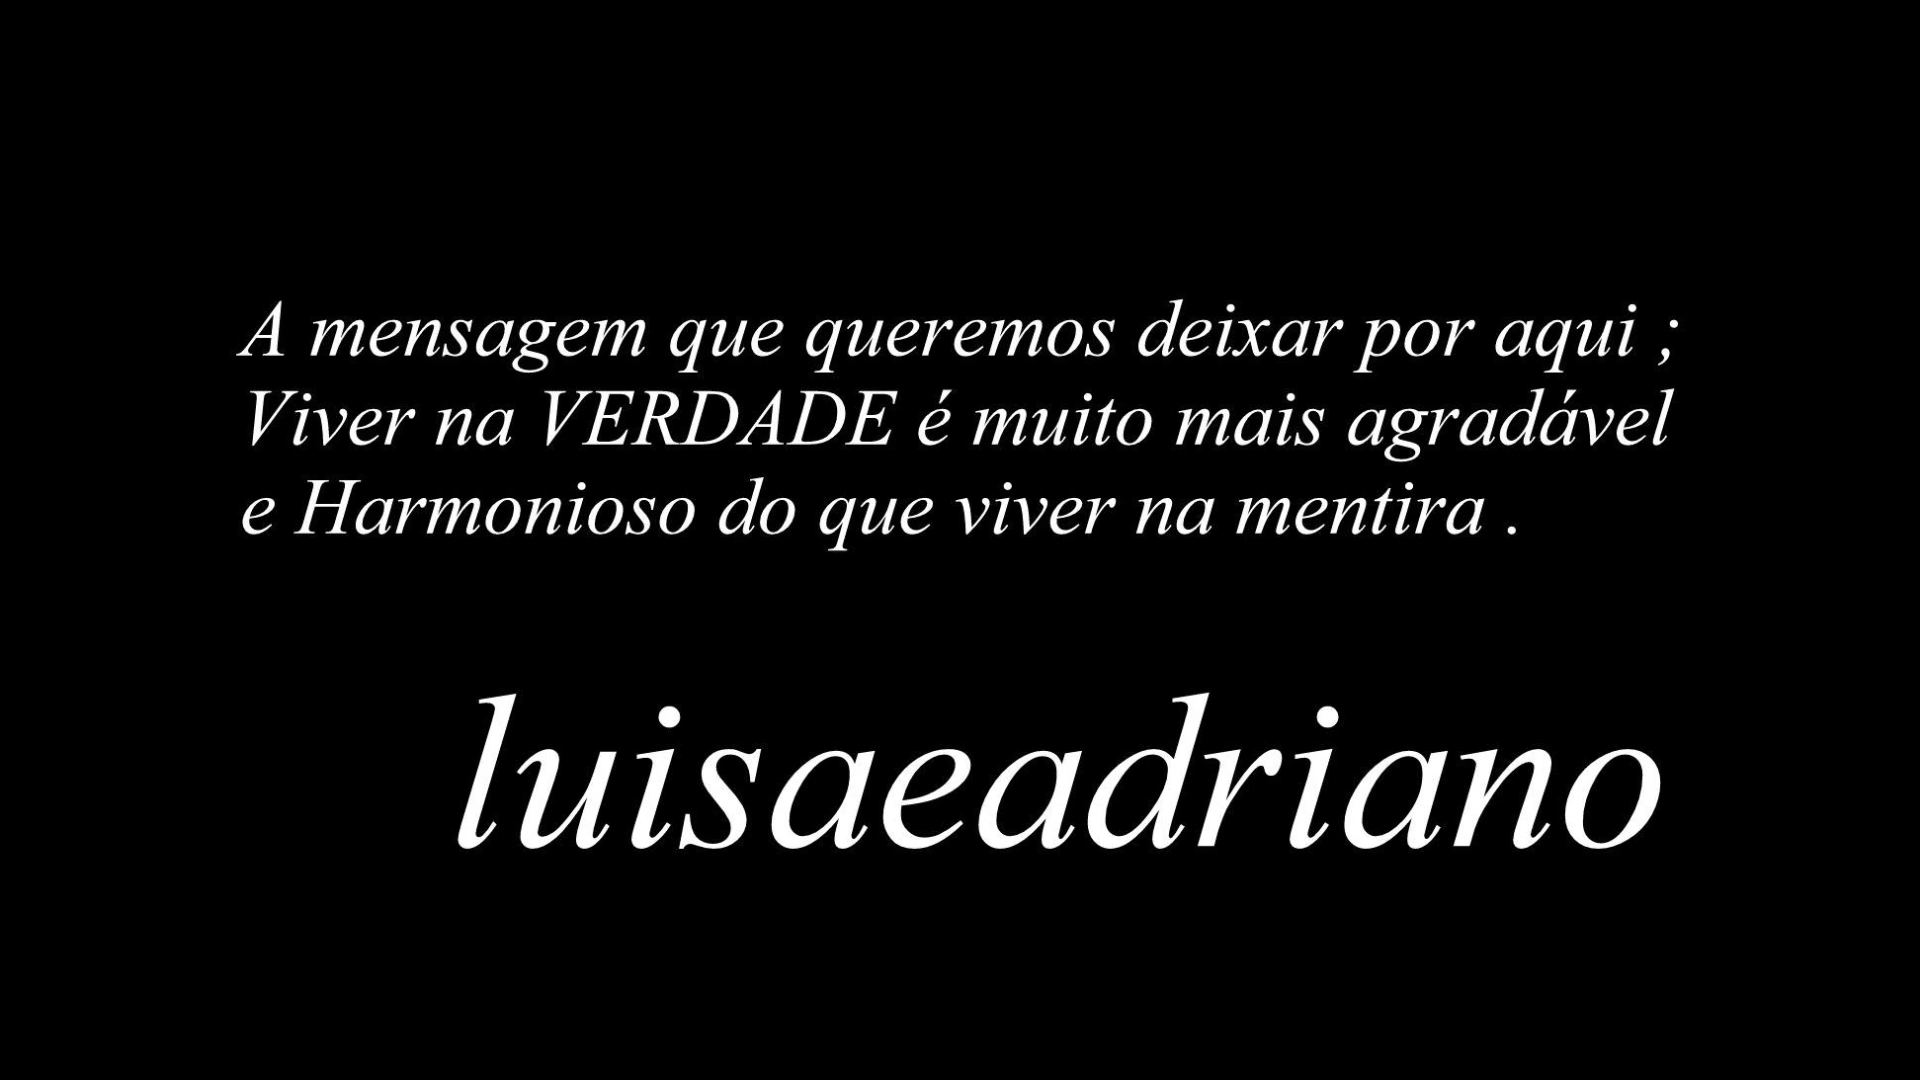 A mensagem que queremos deixar por aqui ;
Viver na VERDADE é muito mais agradável
e Harmonioso do que viver na mentira .
luisaeadriano